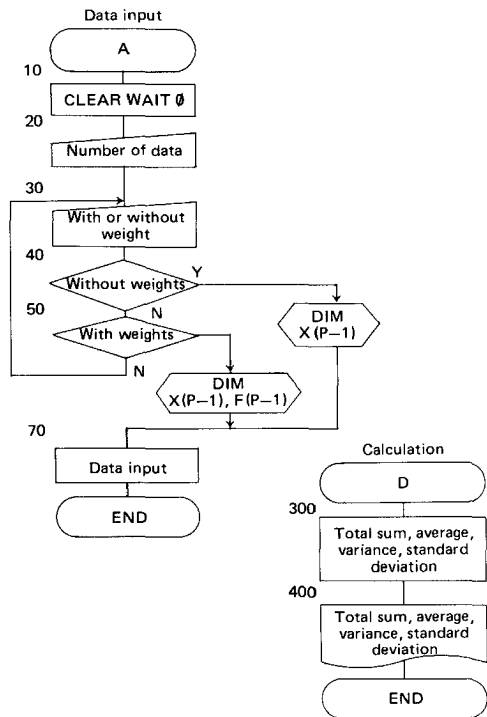 Data input
A
10
CLEAR WAIT 0
20
Number of data
30
With or without
weight
40
Without weights
Y
50
N
With weights
N
DIM
X(P−1)
DIM
X(P−1), F(P−1)
70
Data input
END
Calculation
D
300
Total sum, average,
variance, standard
deviation
400
Total sum, average,
variance, standard
deviation
END